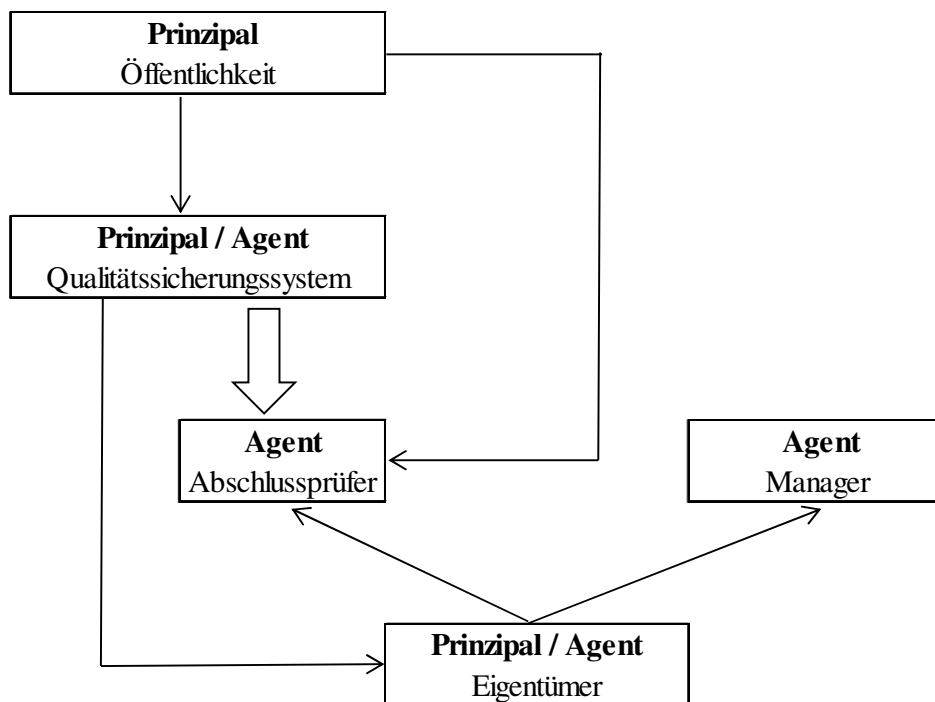 Prinzipal
Öffentlichkeit
Prinzipal / Agent
Qualitätssicherungssystem
Agent
Abschlussprüfer
Agent
Manager
Prinzipal / Agent
Eigentümer